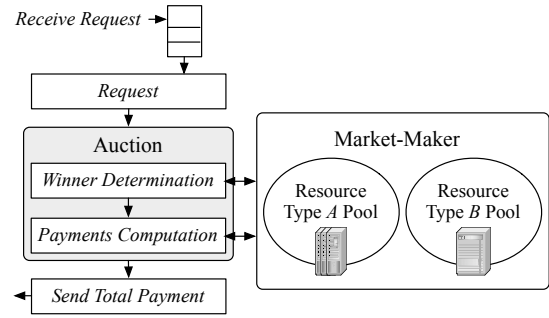 Receive Request
Request
Auction
Winner Determination
Payments Computation
Send Total Payment
Market-Maker
Resource
Type A Pool
Resource
Type B Pool